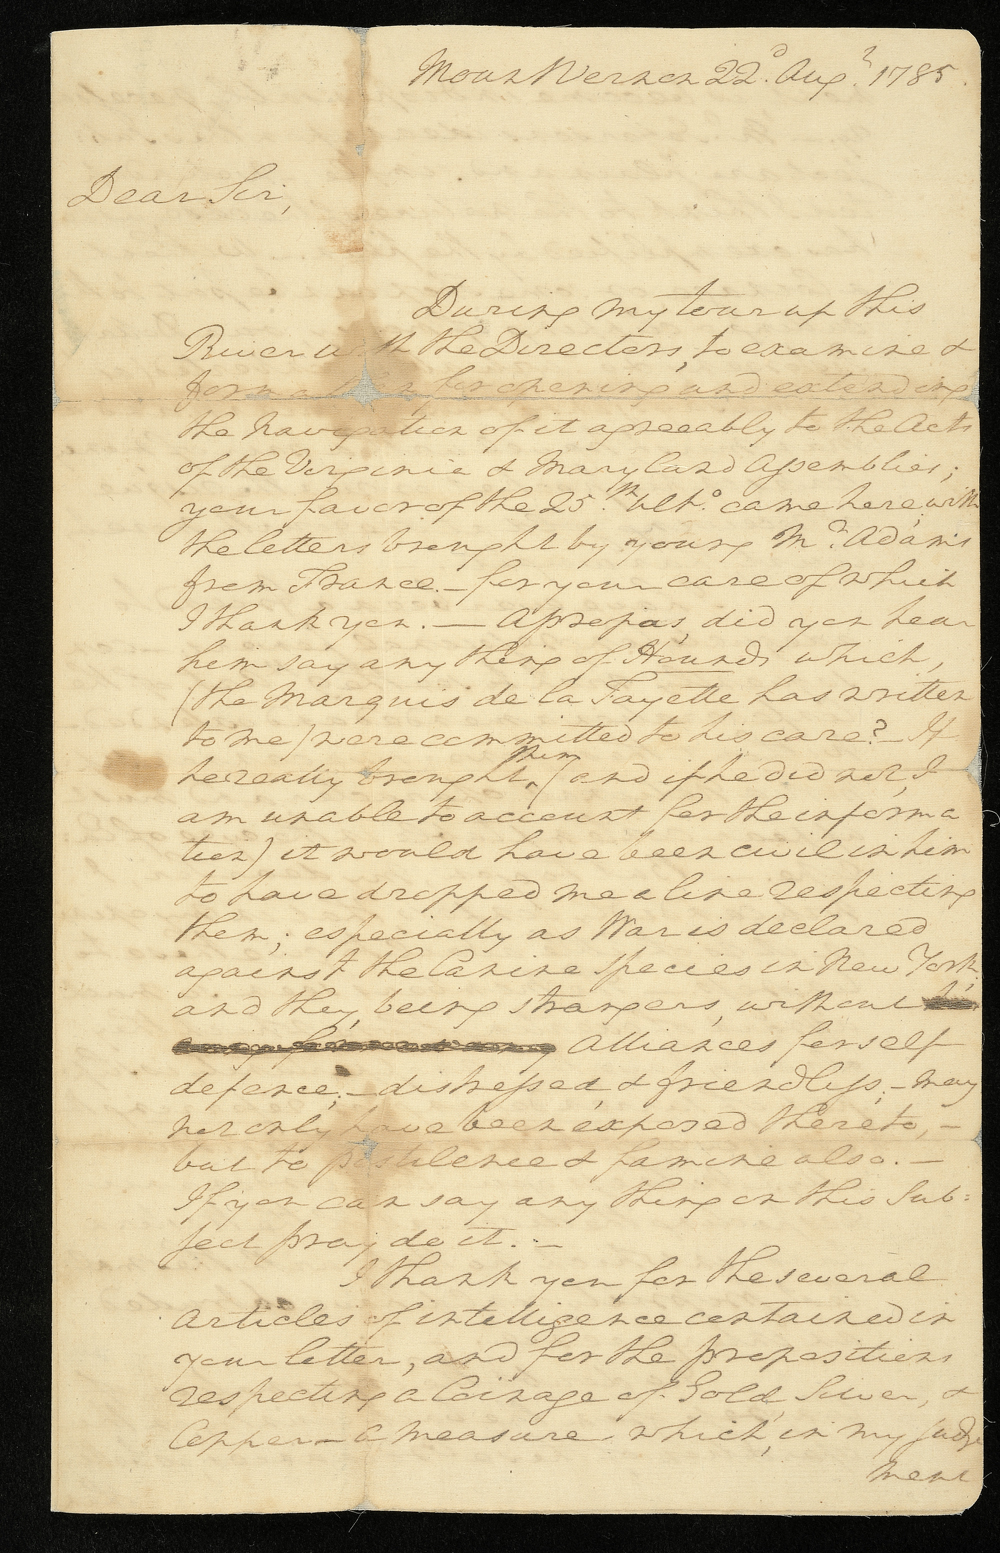 Mount Vernon 22d. Augt. 1785.
Dear Sir,
During my tour up this
River with the Directors, to examine &
form a plan for opening and extending
the Navigation of it agreeably to the Acts
of the Virginia & Maryland Assemblies;
your favor of the 25th. Ulto. came here, with
the letters brought by young Mr. Adams
from France. – for your care of which
I thank you. — Apropos, did you hear
him say any thing of Hounds which,
(the Marquis de la Fayette has written
to me) were committed to his care? If
he really brought them (and if he did not, I
am unable to account for the informa
tion) it would have been civil in him
to have dropped me a line respecting
them; especially as War is declared
against the Canine species in New York,
and they, being strangers, without
Alliances for self
defence; – distressed, & friendless; – may
not only have been exposed thereto, –
but to pestilence & famine also. —
If you can say any thing on this Sub=
ject pray do it. –
I thank you for the several
articles of intelligence contained in
your letter, and for the propositions
respecting a Coinage of Gold, Silver, &
Copper – a measure which, in my judge
ment